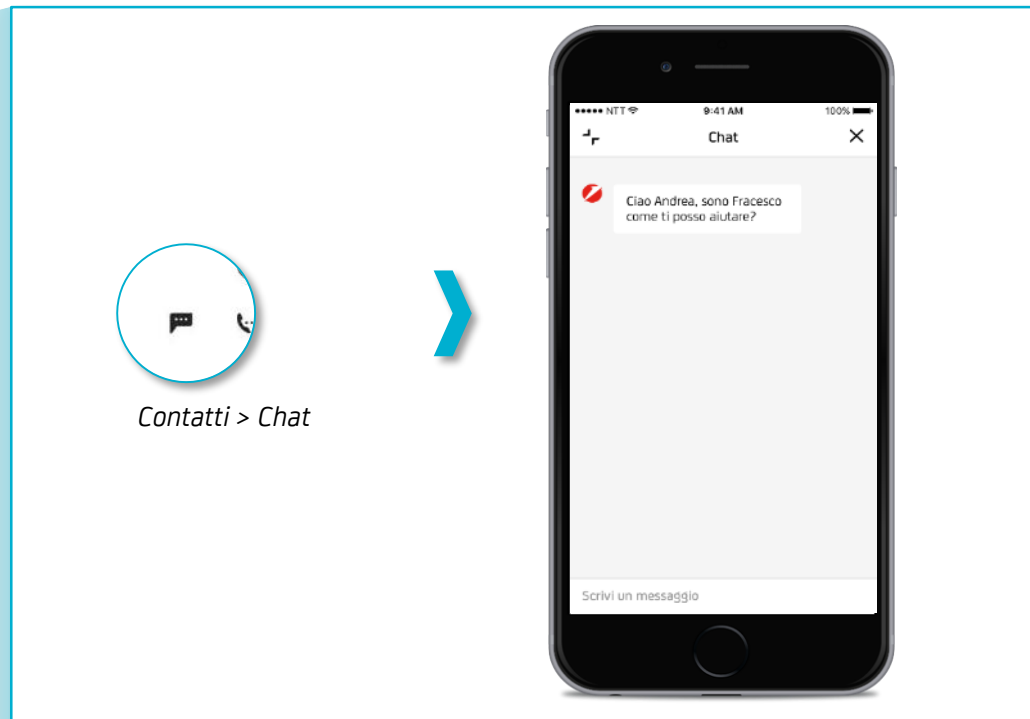 NTT 9:41 AM 100%
Chat
Ciao Andrea, sono Fracesco
come ti posso aiutare?
Contatti > Chat
Scrivi un messaggio